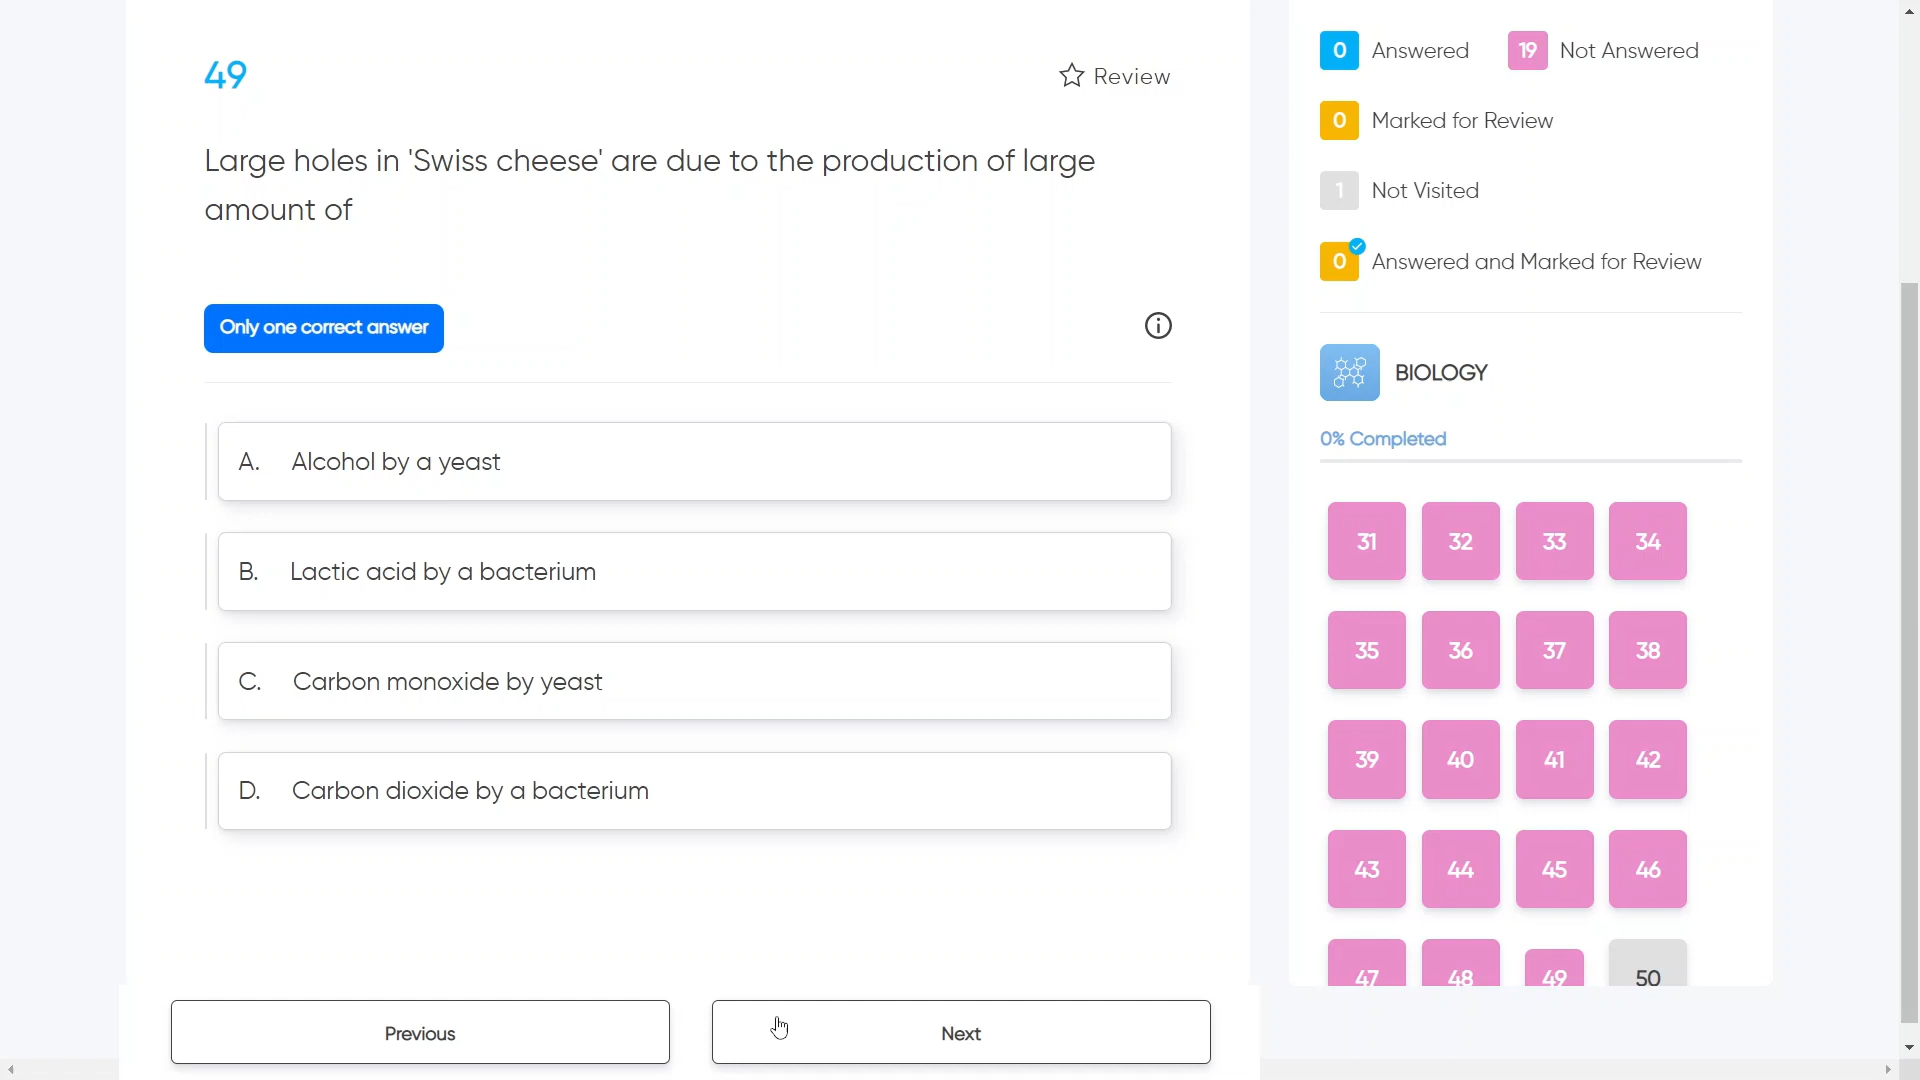 49
Review
Large holes in 'Swiss cheese' are due to the production of large
amount of
Only one correct answer
A. Alcohol by a yeast
B. Lactic acid by a bacterium
C. Carbon monoxide by yeast
D. Carbon dioxide by a bacterium
Previous
Next
0 Answered
19 Not Answered
0 Marked for Review
1 Not Visited
0 Answered and Marked for Review
BIOLOGY
0% Completed
31 32 33 34
35 36 37 38
39 40 41 42
43 44 45 46
47 48 49 50